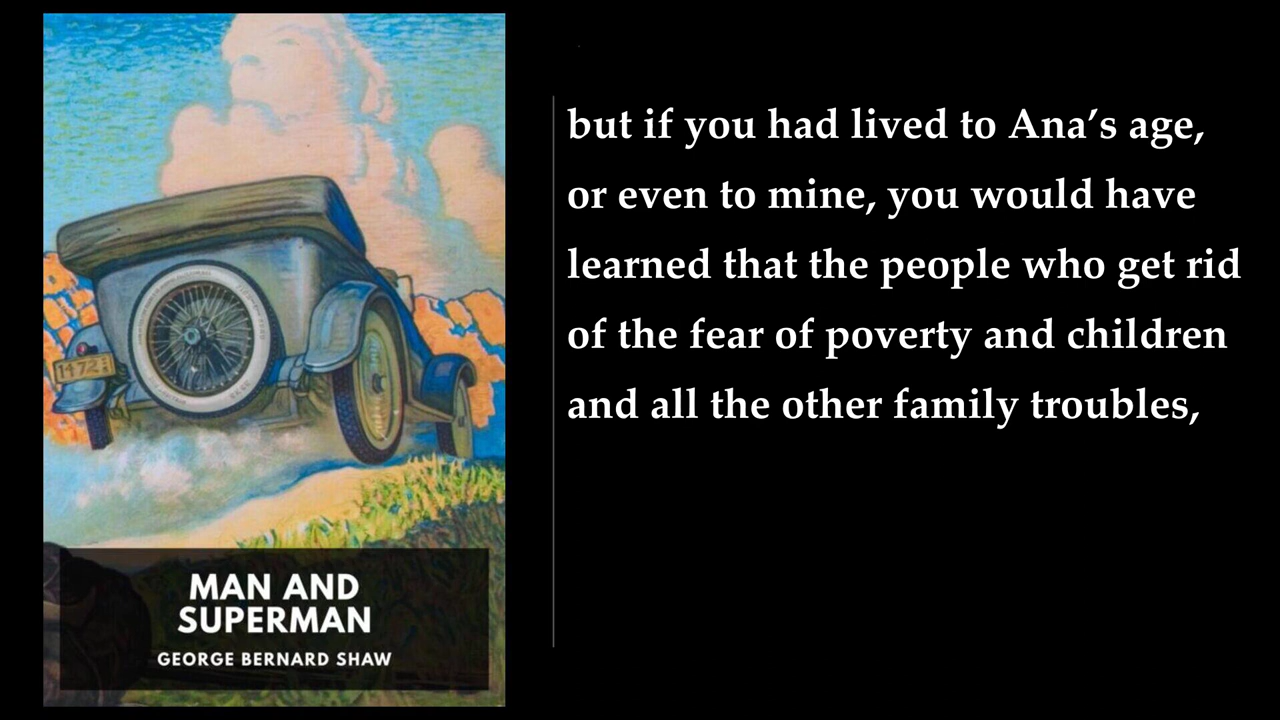 but if you had lived to Ana’s age,
or even to mine, you would have
learned that the people who get rid
of the fear of poverty and children
and all the other family troubles,
1472
MAN AND
SUPERMAN
GEORGE BERNARD SHAW